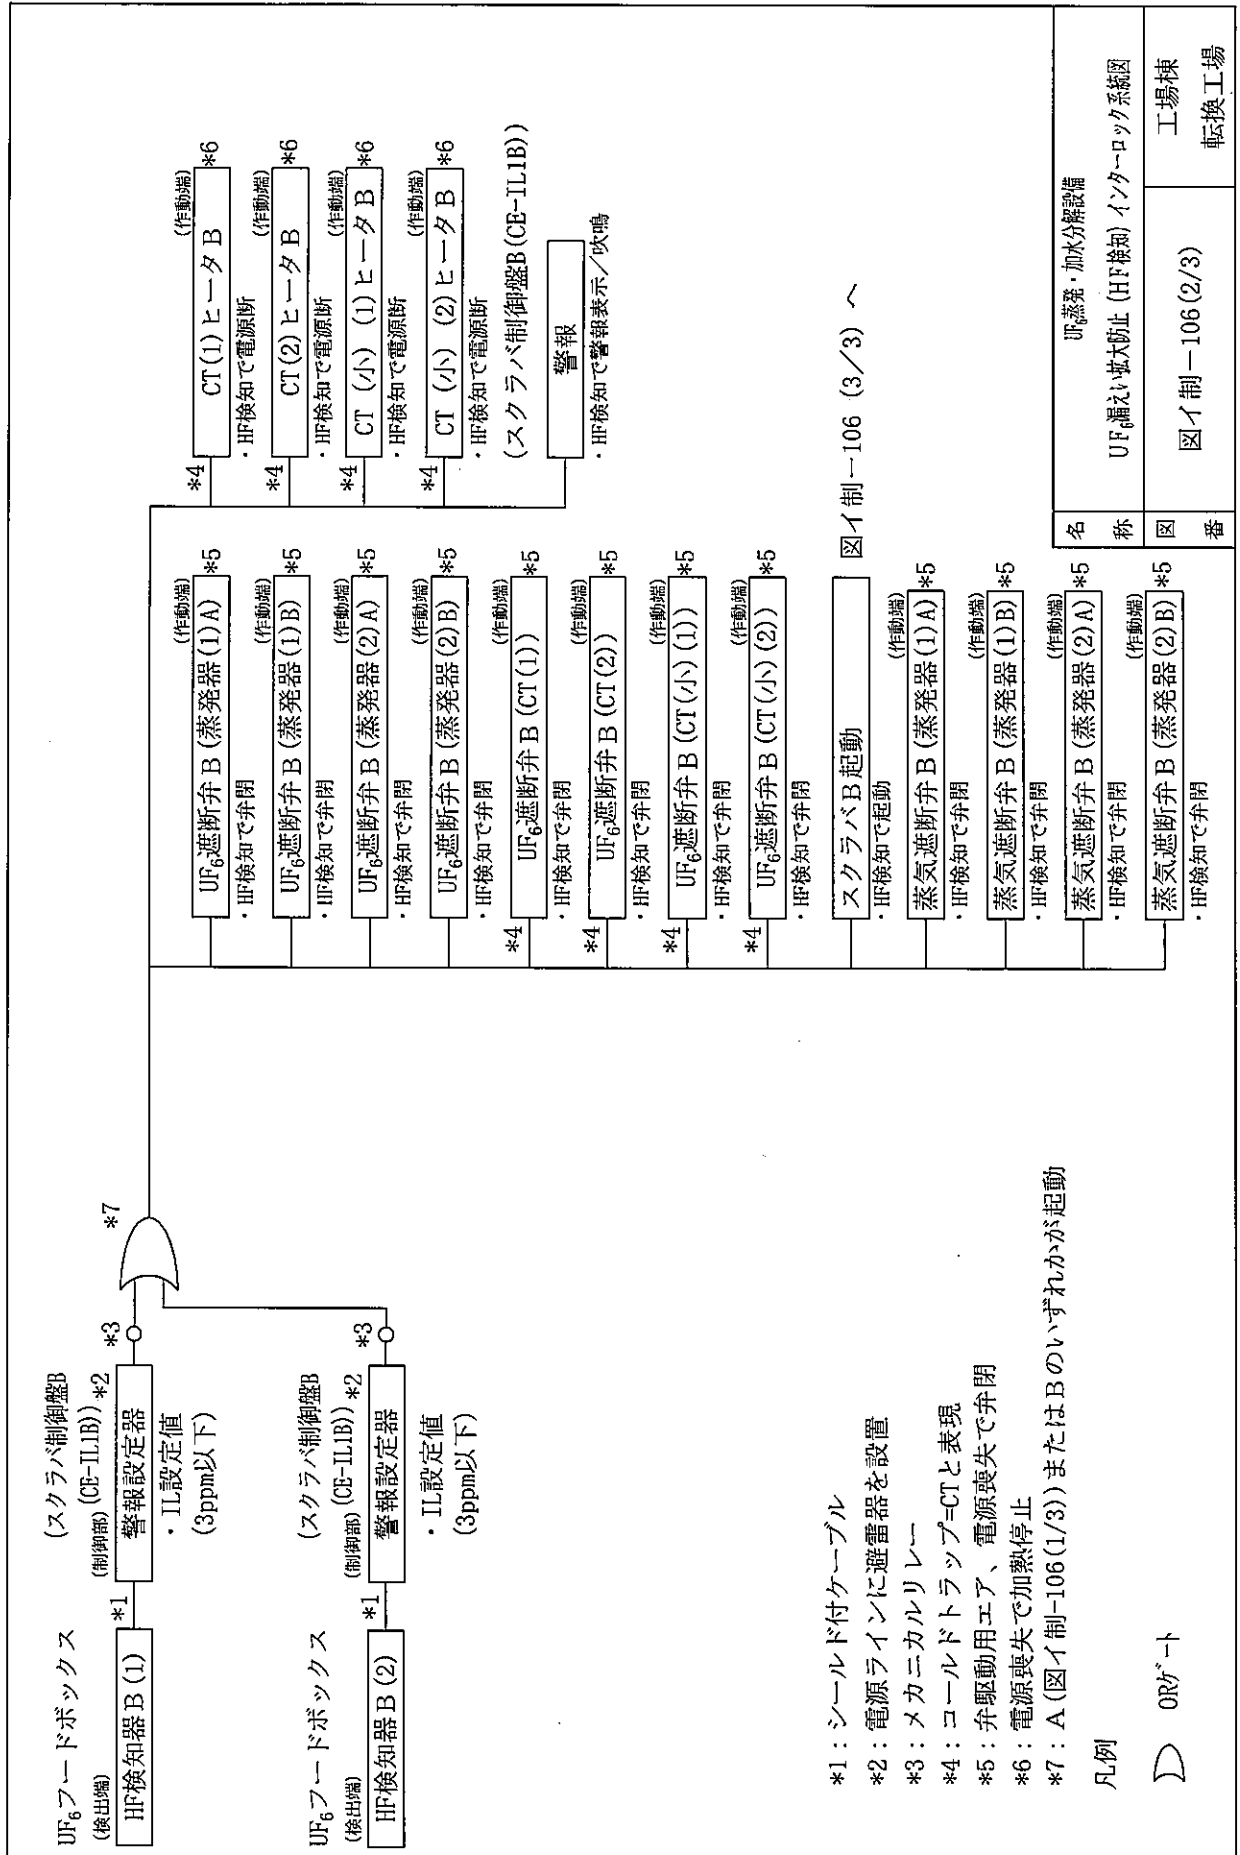 UF₆フードボックス
(検出端)
HF検知器B(1)
*1
(スクラバ制御盤B
(制御部)(CE-IL1B))*2
警報設定器
・IL設定値
(3ppm以下)
*3
*7
UF₆フードボックス
(検出端)
HF検知器B(2)
*1
(スクラバ制御盤B
(制御部)(CE-IL1B))*2
警報設定器
・IL設定値
(3ppm以下)
*3
(作動端)
UF₆遮断弁B(蒸発器(1)A) *5
・HF検知で弁閉
(作動端)
UF₆遮断弁B(蒸発器(1)B) *5
・HF検知で弁閉
(作動端)
UF₆遮断弁B(蒸発器(2)A) *5
・HF検知で弁閉
(作動端)
UF₆遮断弁B(蒸発器(2)B) *5
・HF検知で弁閉
(作動端)
*4 UF₆遮断弁B(CT(1)) *5
・HF検知で弁閉
(作動端)
*4 UF₆遮断弁B(CT(2)) *5
・HF検知で弁閉
(作動端)
*4 UF₆遮断弁B(CT(小)(1)) *5
・HF検知で弁閉
(作動端)
*4 UF₆遮断弁B(CT(小)(2)) *5
・HF検知で弁閉
スクラバB起動 図イ制-106(3/3)へ
・HF検知で起動
(作動端)
蒸気遮断弁B(蒸発器(1)A) *5
・HF検知で弁閉
(作動端)
蒸気遮断弁B(蒸発器(1)B) *5
・HF検知で弁閉
(作動端)
蒸気遮断弁B(蒸発器(2)A) *5
・HF検知で弁閉
(作動端)
蒸気遮断弁B(蒸発器(2)B) *5
・HF検知で弁閉
(作動端)
*4 CT(1)ヒータB *6
・HF検知で電源断
(作動端)
*4 CT(2)ヒータB *6
・HF検知で電源断
(作動端)
*4 CT(小)(1)ヒータB *6
・HF検知で電源断
(作動端)
*4 CT(小)(2)ヒータB *6
・HF検知で電源断
(スクラバ制御盤B(CE-IL1B))
警報
・HF検知で警報表示/吹鳴
*1:シールド付ケーブル
*2:電源ラインに避雷器を設置
*3:メカニカルリレー
*4:コールドトラップ=CTと表現
*5:弁駆動用エア、電源喪失で弁閉
*6:電源喪失で加熱停止
*7:A(図イ制-106(1/3))またはBのいずれかが起動
凡例
ORゲート
名称
UF₆蒸発・加水分解設備
UF₆漏えい拡大防止(HF検知)インターロック系統図
図番
図イ制-106(2/3)
工場棟
転換工場